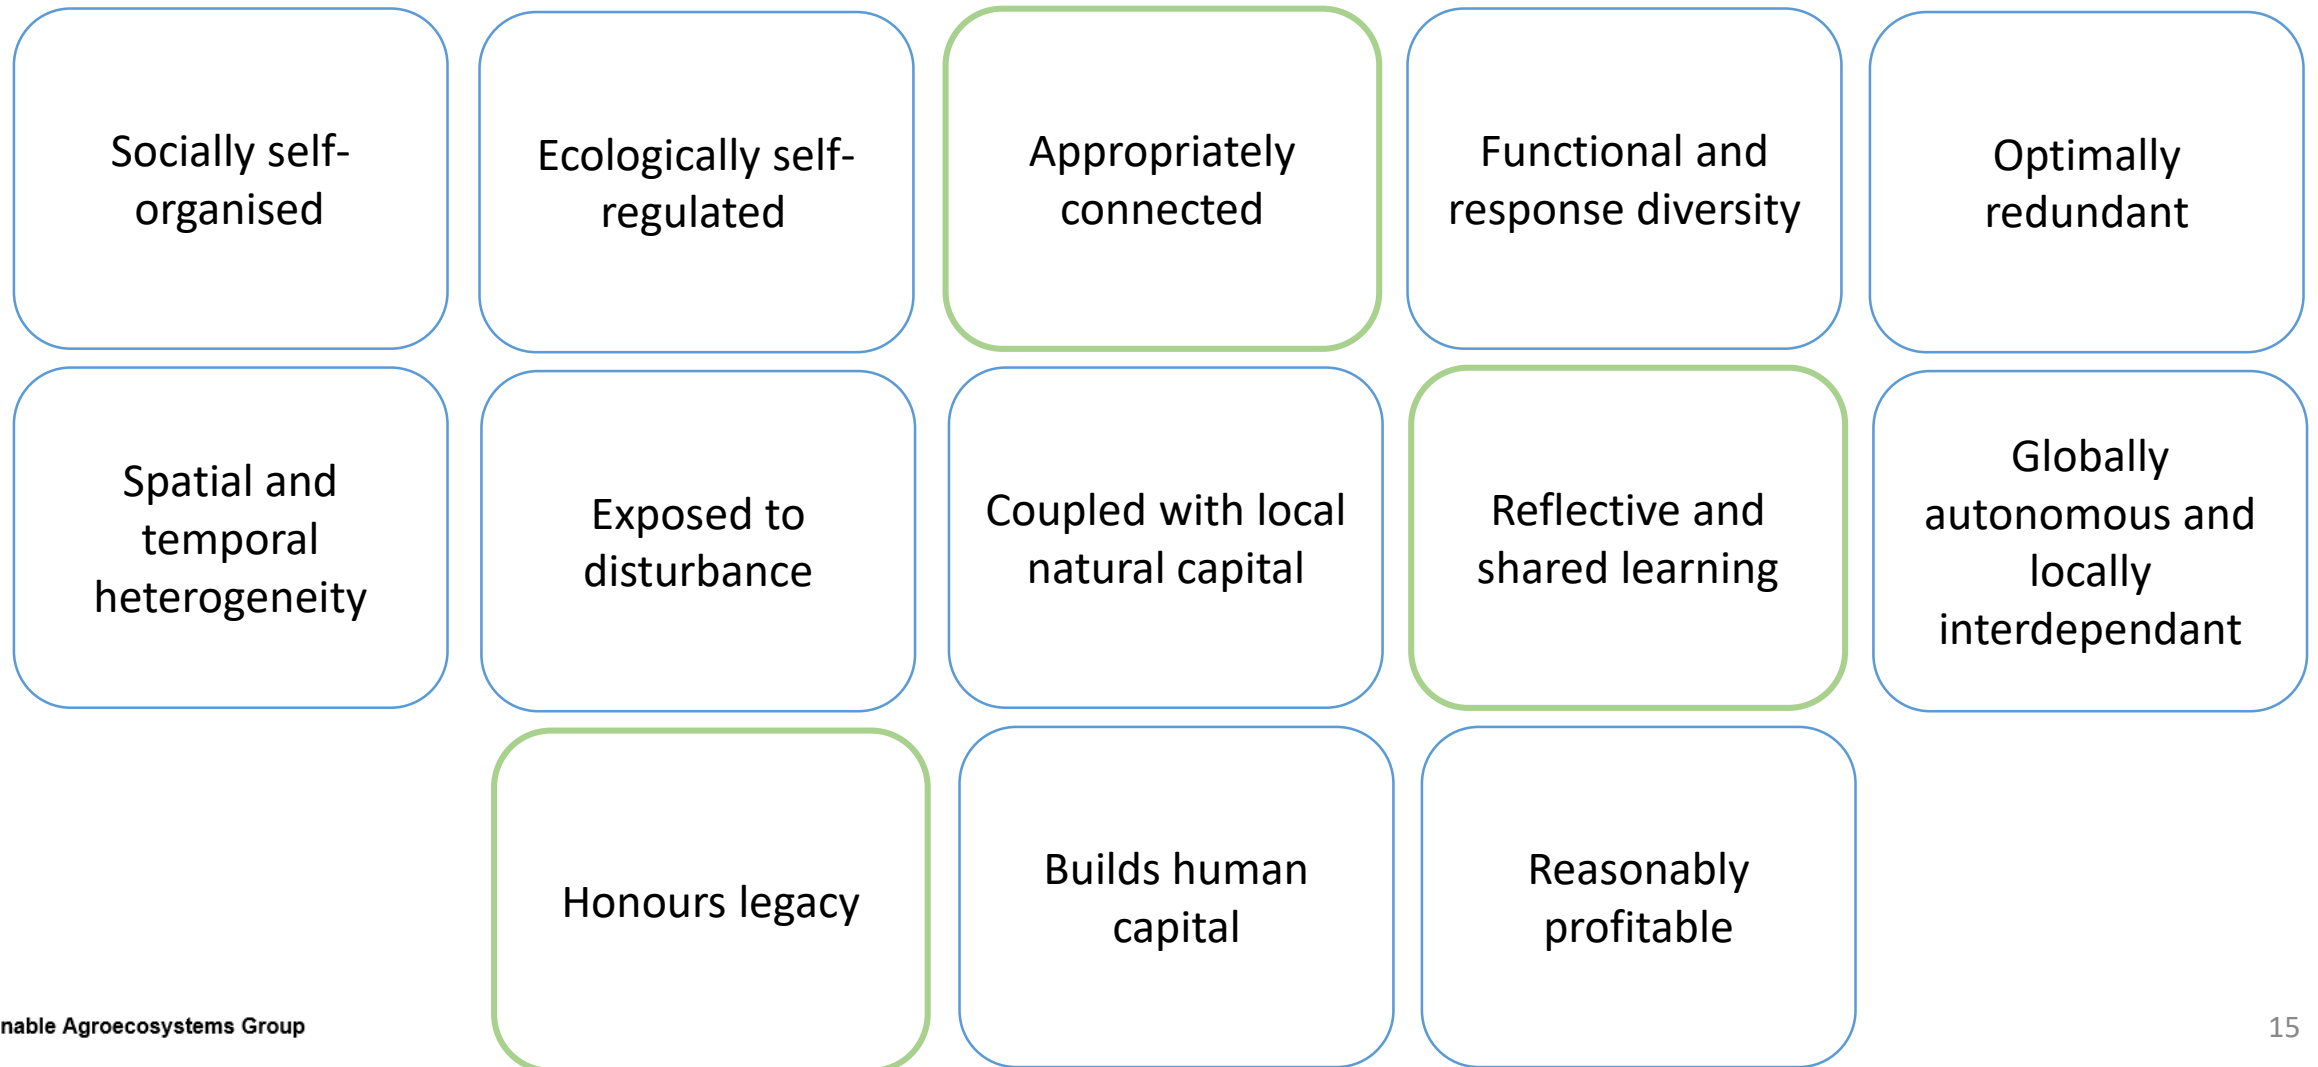 Socially self-
organised
Ecologically self-
regulated
Appropriately
connected
Functional and
response diversity
Optimally
redundant
Spatial and
temporal
heterogeneity
Exposed to
disturbance
Coupled with local
natural capital
Reflective and
shared learning
Globally
autonomous and
locally
interdependant
Honours legacy
Builds human
capital
Reasonably
profitable
nable Agroecosystems Group
15